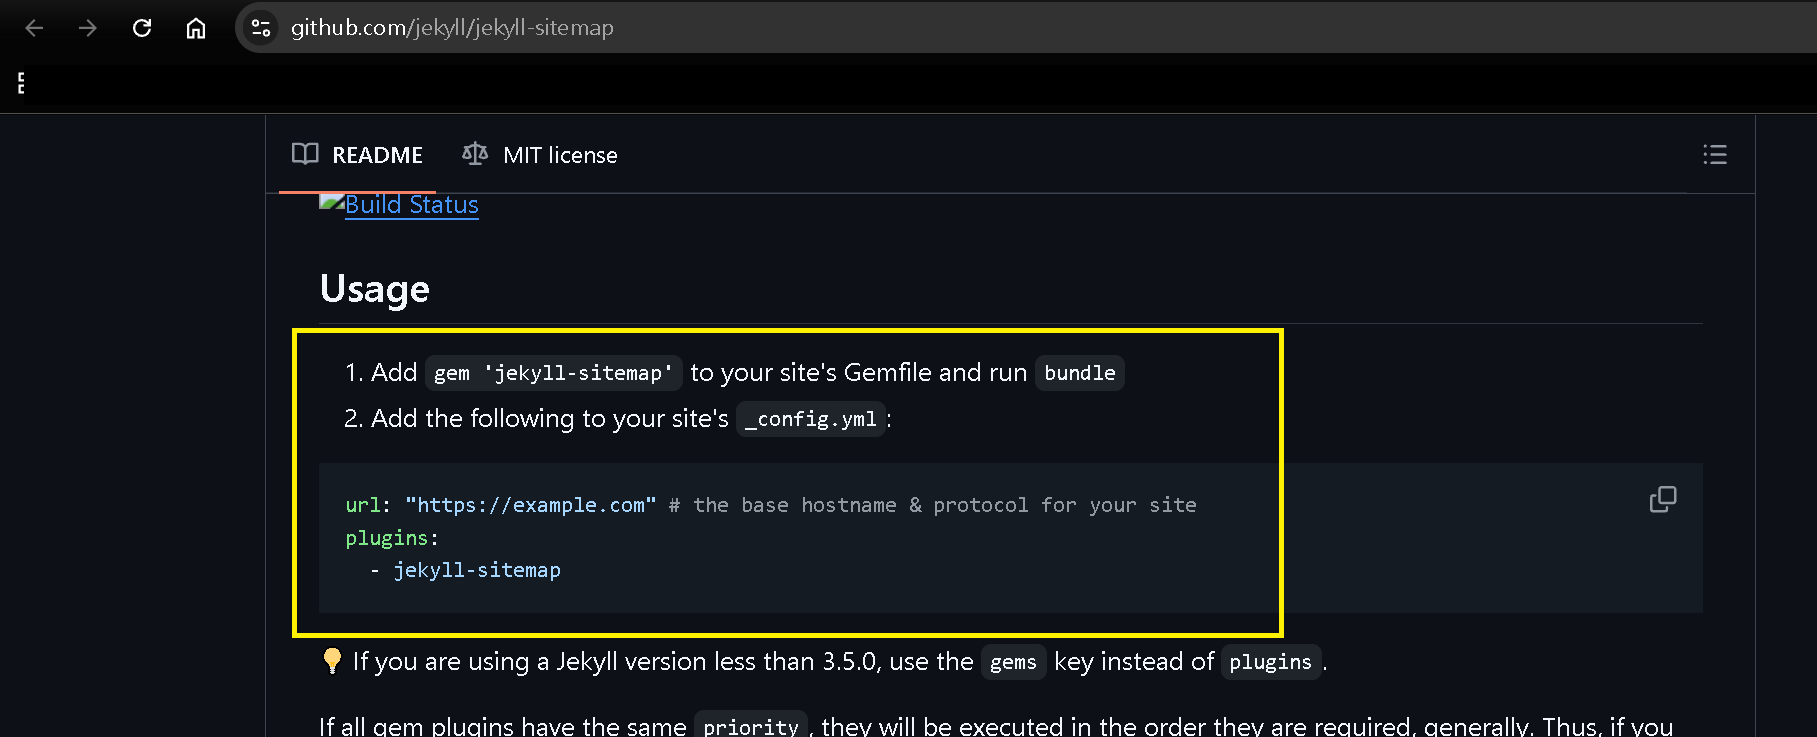 github.com/jekyll/jekyll-sitemap
README MIT license
Build Status
Usage
1. Add gem 'jekyll-sitemap' to your site's Gemfile and run bundle
2. Add the following to your site's _config.yml:
url: "https://example.com" # the base hostname & protocol for your site
plugins:
- jekyll-sitemap
💡 If you are using a Jekyll version less than 3.5.0, use the gems key instead of plugins.
If all gem plugins have the same priority, they will be executed in the order they are required, generally. Thus, if you